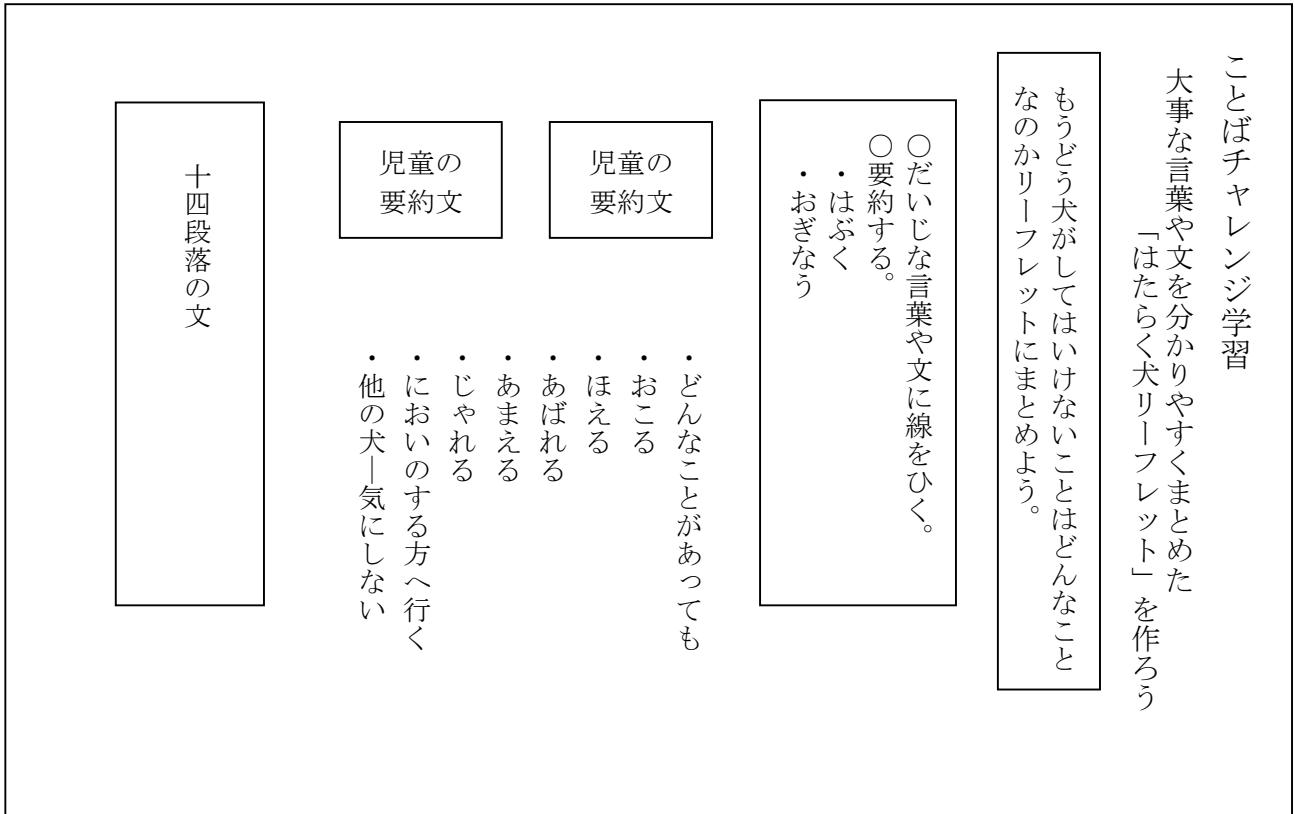 ことばチャレンジ学習
大事な言葉や文を分かりやすくまとめた
「はたらく犬リーフレット」を作ろう
もうどう犬がしてはいけないことはどんなこと
なのかリーフレットにまとめよう。
○だいじな言葉や文に線をひく。
○要約する。
・はぶく
・おぎなう
児童の
要約文
児童の
要約文
・どんなことがあっても
・おこる
・ほえる
・あばれる
・あまえる
・じゃれる
・においのする方へ行く
・他の犬―気にしない
十四段落の文